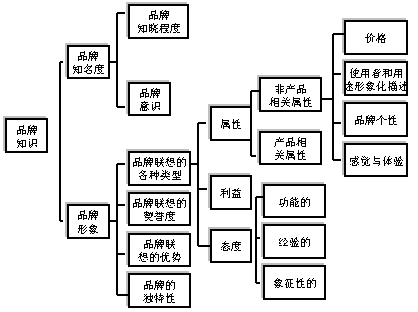 品牌
知识
品牌
知名度
品牌
知晓程度
品牌
意识
品牌
形象
品牌联想的
各种类型
品牌联想的
美誉度
品牌联
想的优势
品牌的
独特性
属性
利益
态度
非产品
相关属性
产品相
关属性
价格
使用者和用
途形象化描述
品牌个性
感觉与体验
功能的
经验的
象征性的